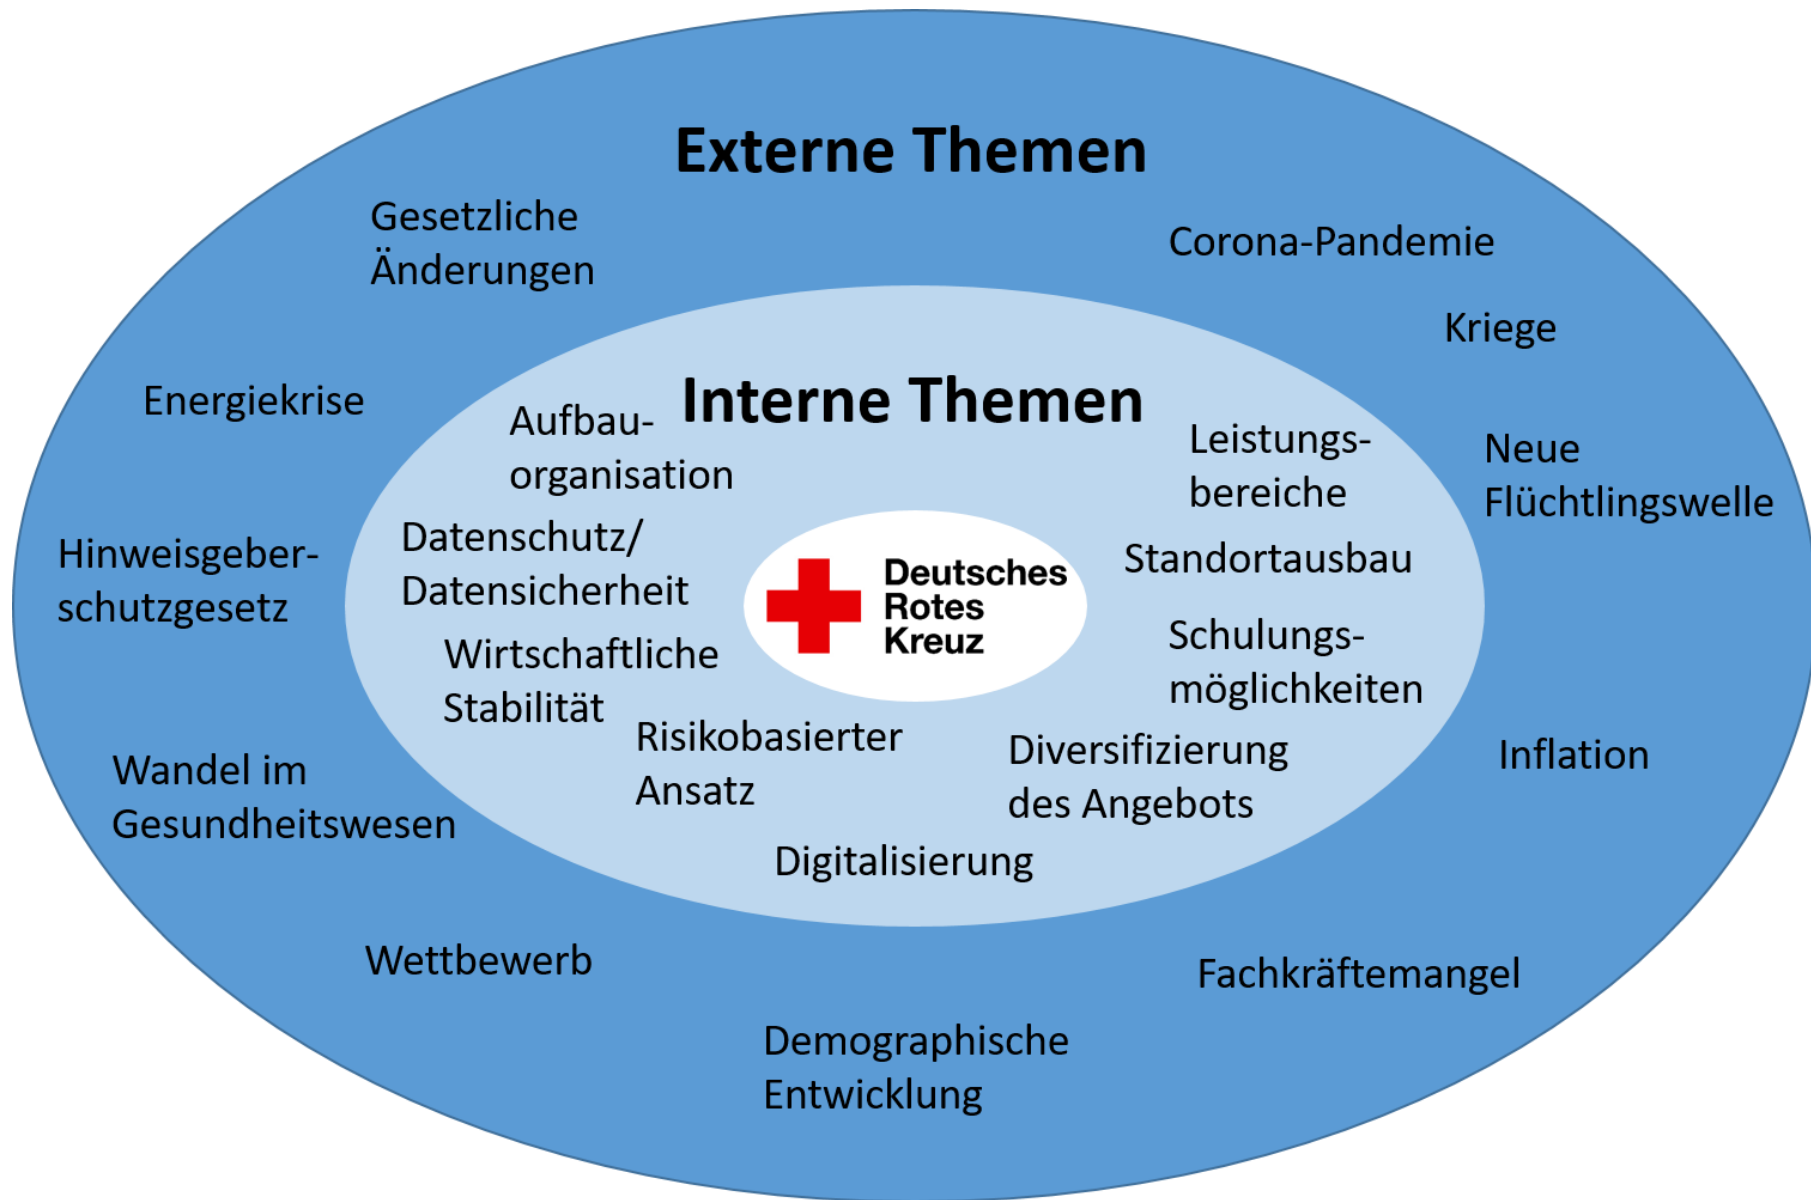 Externe Themen
Gesetzliche
Änderungen
Corona-Pandemie
Kriege
Energiekrise
Neue
Flüchtlingswelle
Hinweisgeber-
schutzgesetz
Wandel im
Gesundheitswesen
Inflation
Wettbewerb
Fachkräftemangel
Demographische
Entwicklung
Interne Themen
Aufbau-
organisation
Leistungs-
bereiche
Datenschutz/
Datensicherheit
Standortausbau
Wirtschaftliche
Stabilität
Schulungs-
möglichkeiten
Risikobasierter
Ansatz
Diversifizierung
des Angebots
Digitalisierung
Deutsches
Rotes
Kreuz